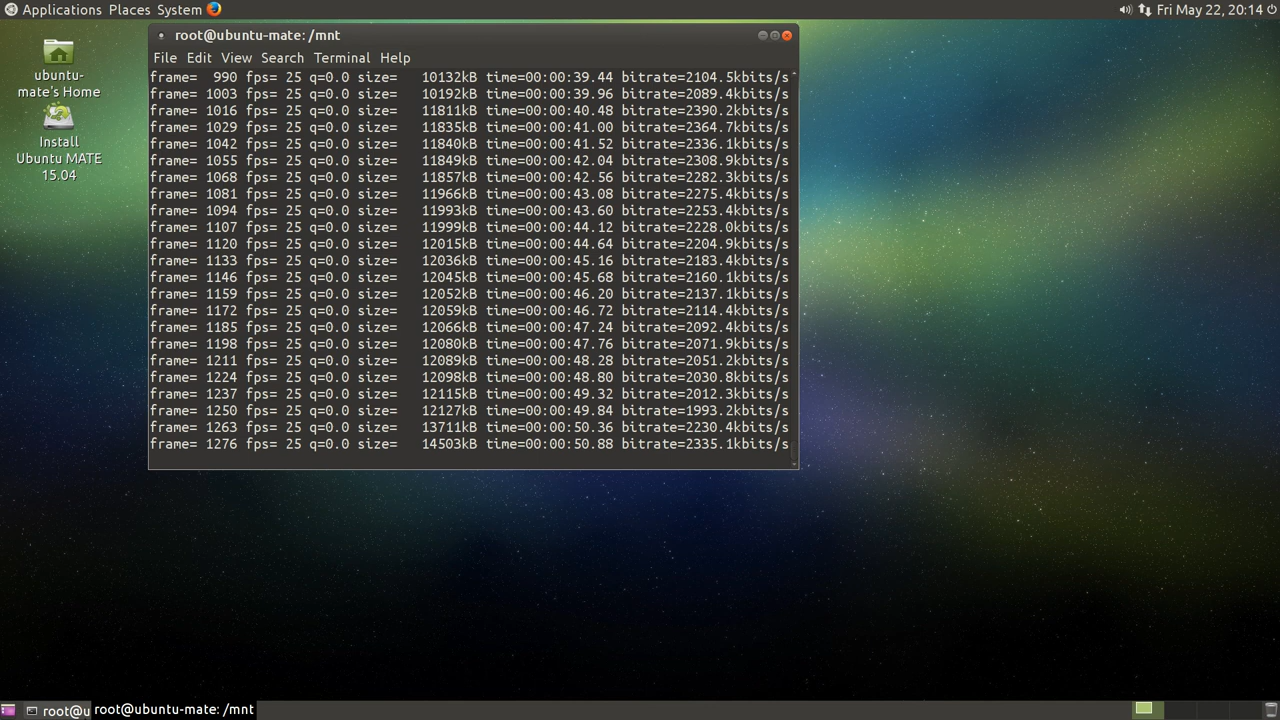 Applications Places System
Fri May 22, 20:14
ubuntu-
mate's Home
Install
Ubuntu MATE
15.04
root@ubuntu-mate: /mnt
File Edit View Search Terminal Help
frame=  990 fps= 25 q=0.0 size=   10132kB time=00:00:39.44 bitrate=2104.5kbits/s
frame= 1003 fps= 25 q=0.0 size=   10192kB time=00:00:39.96 bitrate=2089.4kbits/s
frame= 1016 fps= 25 q=0.0 size=   11811kB time=00:00:40.48 bitrate=2390.2kbits/s
frame= 1029 fps= 25 q=0.0 size=   11835kB time=00:00:41.00 bitrate=2364.7kbits/s
frame= 1042 fps= 25 q=0.0 size=   11840kB time=00:00:41.52 bitrate=2336.1kbits/s
frame= 1055 fps= 25 q=0.0 size=   11849kB time=00:00:42.04 bitrate=2308.9kbits/s
frame= 1068 fps= 25 q=0.0 size=   11857kB time=00:00:42.56 bitrate=2282.3kbits/s
frame= 1081 fps= 25 q=0.0 size=   11966kB time=00:00:43.08 bitrate=2275.4kbits/s
frame= 1094 fps= 25 q=0.0 size=   11993kB time=00:00:43.60 bitrate=2253.4kbits/s
frame= 1107 fps= 25 q=0.0 size=   11999kB time=00:00:44.12 bitrate=2228.0kbits/s
frame= 1120 fps= 25 q=0.0 size=   12015kB time=00:00:44.64 bitrate=2204.9kbits/s
frame= 1133 fps= 25 q=0.0 size=   12036kB time=00:00:45.16 bitrate=2183.4kbits/s
frame= 1146 fps= 25 q=0.0 size=   12045kB time=00:00:45.68 bitrate=2160.1kbits/s
frame= 1159 fps= 25 q=0.0 size=   12052kB time=00:00:46.20 bitrate=2137.1kbits/s
frame= 1172 fps= 25 q=0.0 size=   12059kB time=00:00:46.72 bitrate=2114.4kbits/s
frame= 1185 fps= 25 q=0.0 size=   12066kB time=00:00:47.24 bitrate=2092.4kbits/s
frame= 1198 fps= 25 q=0.0 size=   12080kB time=00:00:47.76 bitrate=2071.9kbits/s
frame= 1211 fps= 25 q=0.0 size=   12089kB time=00:00:48.28 bitrate=2051.2kbits/s
frame= 1224 fps= 25 q=0.0 size=   12098kB time=00:00:48.80 bitrate=2030.8kbits/s
frame= 1237 fps= 25 q=0.0 size=   12115kB time=00:00:49.32 bitrate=2012.3kbits/s
frame= 1250 fps= 25 q=0.0 size=   12127kB time=00:00:49.84 bitrate=1993.2kbits/s
frame= 1263 fps= 25 q=0.0 size=   13711kB time=00:00:50.36 bitrate=2230.4kbits/s
frame= 1276 fps= 25 q=0.0 size=   14503kB time=00:00:50.88 bitrate=2335.1kbits/s
root@u
root@ubuntu-mate: /mnt